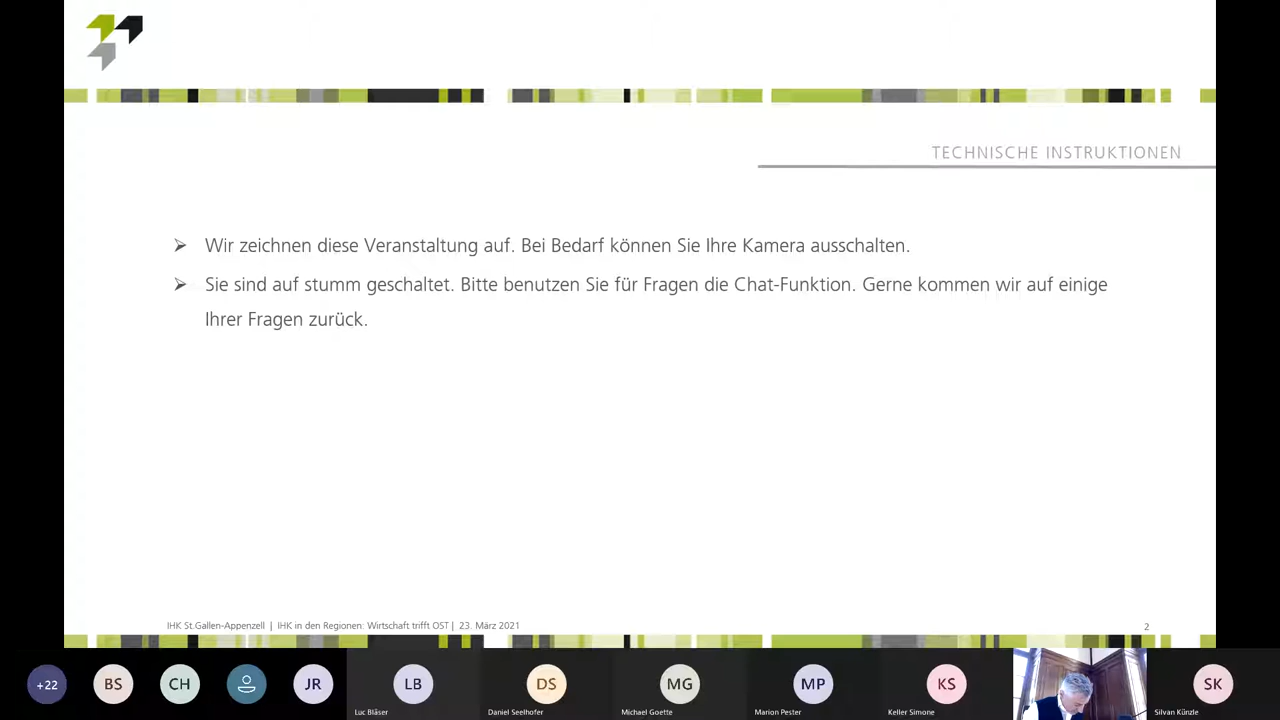 TECHNISCHE INSTRUKTIONEN
➢ Wir zeichnen diese Veranstaltung auf. Bei Bedarf können Sie Ihre Kamera ausschalten.
➢ Sie sind auf stumm geschaltet. Bitte benutzen Sie für Fragen die Chat-Funktion. Gerne kommen wir auf einige
Ihrer Fragen zurück.
IHK St.Gallen-Appenzell | IHK in den Regionen: Wirtschaft trifft OST | 23. März 2021
2
+22 BS CH JR LB DS MG MP KS SK
Luc Bläser Daniel Seelhofer Michael Goette Marion Pester Keller Simone Silvan Künzle